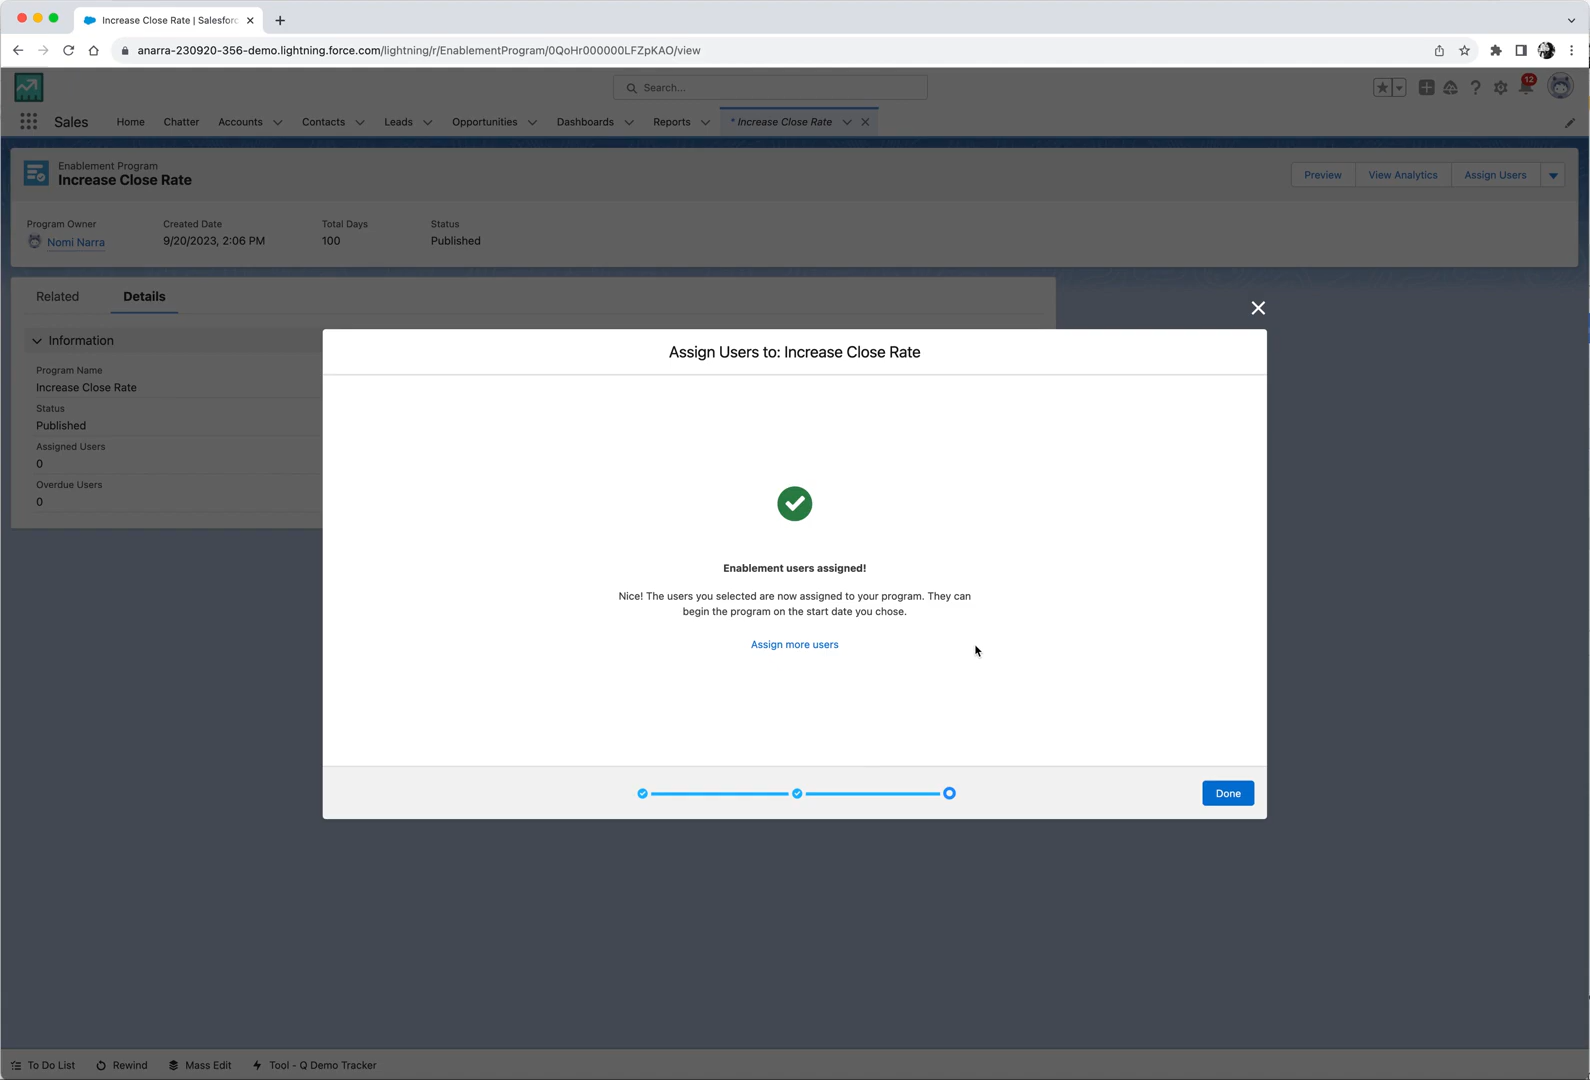 Increase Close Rate | Salesforc
anarra-230920-356-demo.lightning.force.com/lightning/r/EnablementProgram/0QoHr000000LFZpKAO/view
Search...
12
Sales
Home
Chatter
Accounts
Contacts
Leads
Opportunities
Dashboards
Reports
* Increase Close Rate
Enablement Program
Increase Close Rate
Preview
View Analytics
Assign Users
Program Owner
Nomi Narra
Created Date
9/20/2023, 2:06 PM
Total Days
100
Status
Published
Related
Details
Information
Program Name
Increase Close Rate
Status
Published
Assigned Users
0
Overdue Users
0
Assign Users to: Increase Close Rate
Enablement users assigned!
Nice! The users you selected are now assigned to your program. They can
begin the program on the start date you chose.
Assign more users
Done
To Do List
Rewind
Mass Edit
Tool - Q Demo Tracker